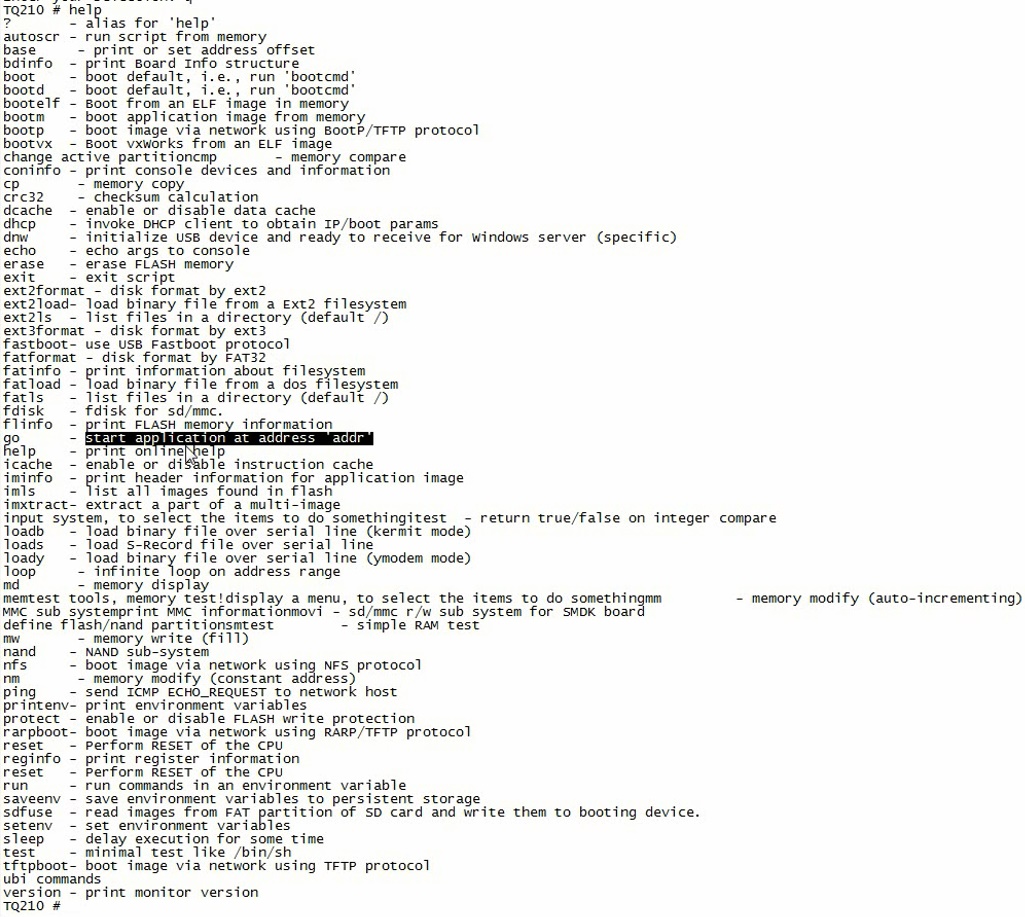 TQ210 # help
? - alias for 'help'
autoscr - run script from memory
base - print or set address offset
bdinfo - print Board Info structure
boot - boot default, i.e., run 'bootcmd'
bootd - boot default, i.e., run 'bootcmd'
bootelf - Boot from an ELF image in memory
bootm - boot application image from memory
bootp - boot image via network using BootP/TFTP protocol
bootvx - Boot vxWorks from an ELF image
change active partitioncmp - memory compare
coninfo - print console devices and information
cp - memory copy
crc32 - checksum calculation
dcache - enable or disable data cache
dhcp - invoke DHCP client to obtain IP/boot params
dnw - initialize USB device and ready to receive for Windows server (specific)
echo - echo args to console
erase - erase FLASH memory
exit - exit script
ext2format - disk format by ext2
ext2load- load binary file from a Ext2 filesystem
ext2ls - list files in a directory (default /)
ext3format - disk format by ext3
fastboot- use USB Fastboot protocol
fatformat - disk format by FAT32
fatinfo - print information about filesystem
fatload - load binary file from a dos filesystem
fatls - list files in a directory (default /)
fdisk - fdisk for sd/mmc.
flinfo - print FLASH memory information
go - start application at address 'addr'
help - print online help
icache - enable or disable instruction cache
iminfo - print header information for application image
imls - list all images found in flash
imxtract- extract a part of a multi-image
input system, to select the items to do somethingitest - return true/false on integer compare
loadb - load binary file over serial line (kermit mode)
loads - load S-Record file over serial line
loady - load binary file over serial line (ymodem mode)
loop - infinite loop on address range
md - memory display
memtest tools, memory test!display a menu, to select the items to do somethingmm - memory modify (auto-incrementing)
MMC sub systemprint MMC informationmovi - sd/mmc r/w sub system for SMDK board
define flash/nand partitionsmtest - simple RAM test
mw - memory write (fill)
nand - NAND sub-system
nfs - boot image via network using NFS protocol
nm - memory modify (constant address)
ping - send ICMP ECHO_REQUEST to network host
printenv- print environment variables
protect - enable or disable FLASH write protection
rarpboot- boot image via network using RARP/TFTP protocol
reset - Perform RESET of the CPU
reginfo - print register information
reset - Perform RESET of the CPU
run - run commands in an environment variable
saveenv - save environment variables to persistent storage
sdfuse - read images from FAT partition of SD card and write them to booting device.
setenv - set environment variables
sleep - delay execution for some time
test - minimal test like /bin/sh
tftpboot- boot image via network using TFTP protocol
ubi commands
version - print monitor version
TQ210 #